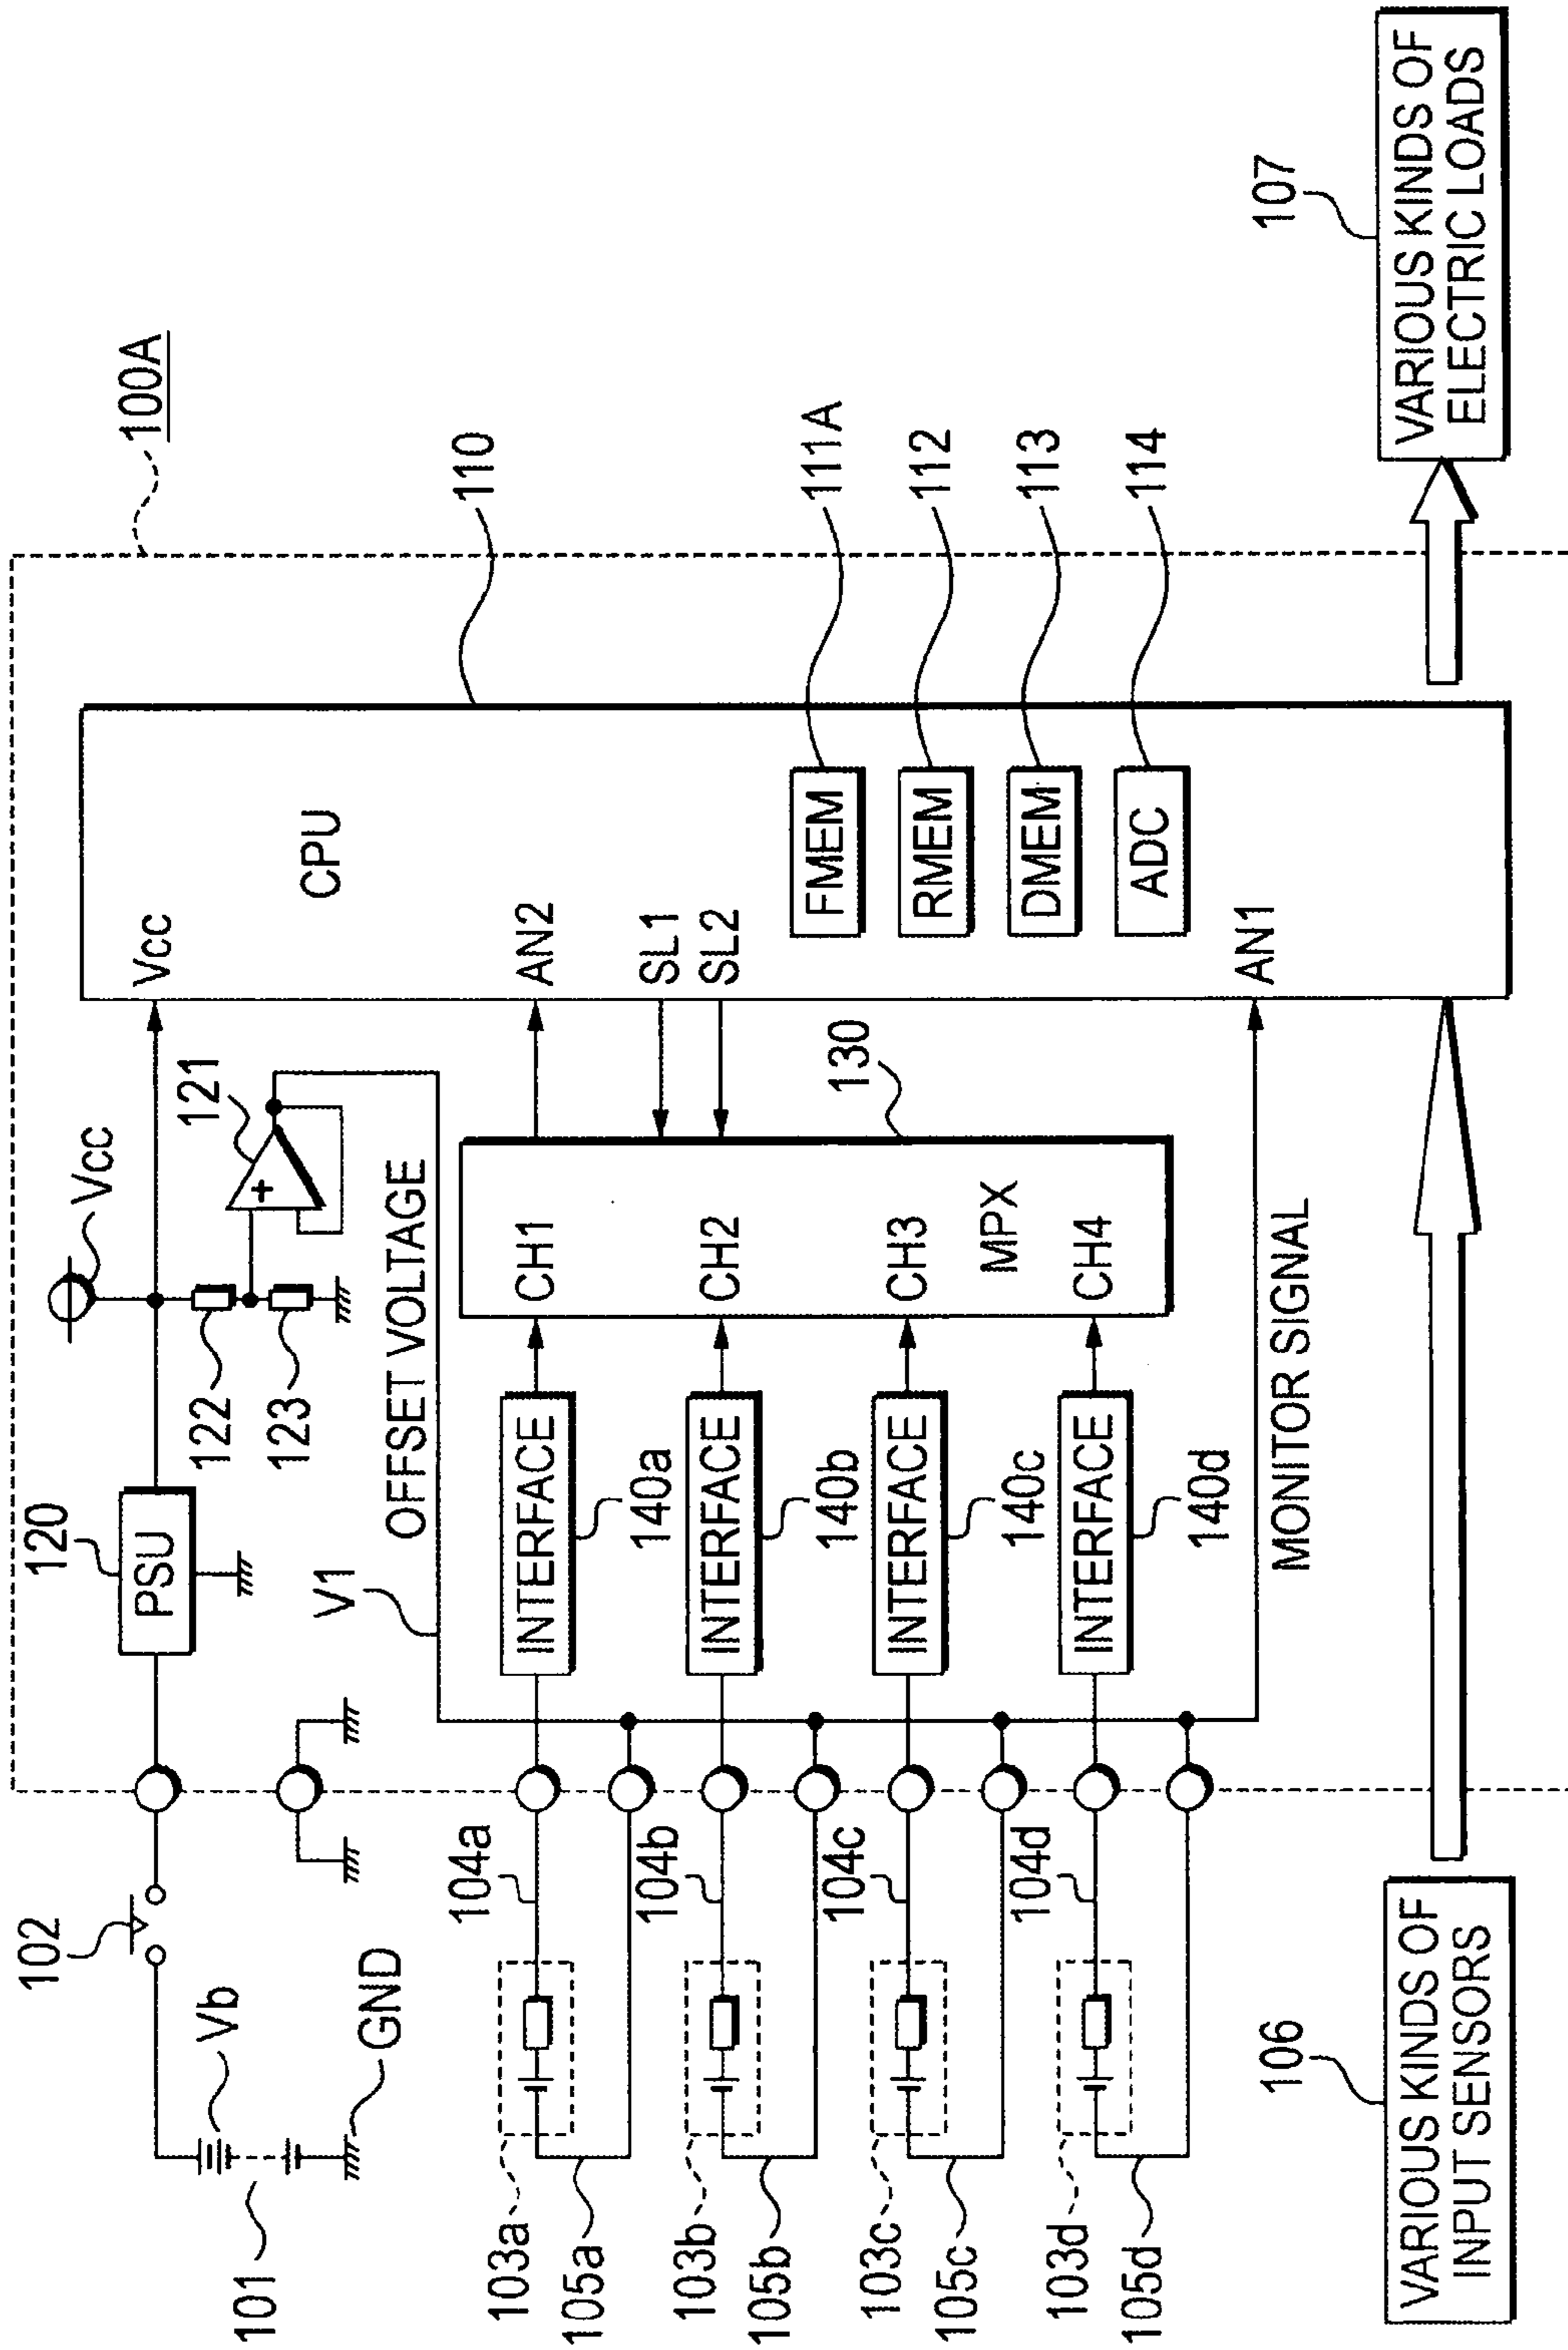 100A
102
120
Vcc
121
Vb
122
123
Vcc
PSU
CPU
110
101
GND
V1
OFFSET VOLTAGE
103a
104a
INTERFACE
CH1
AN2
105a
140a
SL1
103b
104b
INTERFACE
CH2
SL2
105b
140b
130
FMEM
111A
103c
104c
INTERFACE
CH3
RMEM
112
105c
140c
MPX
DMEM
113
103d
104d
INTERFACE
CH4
ADC
114
105d
140d
MONITOR SIGNAL
AN1
106
107
VARIOUS KINDS OF
INPUT SENSORS
VARIOUS KINDS OF
ELECTRIC LOADS